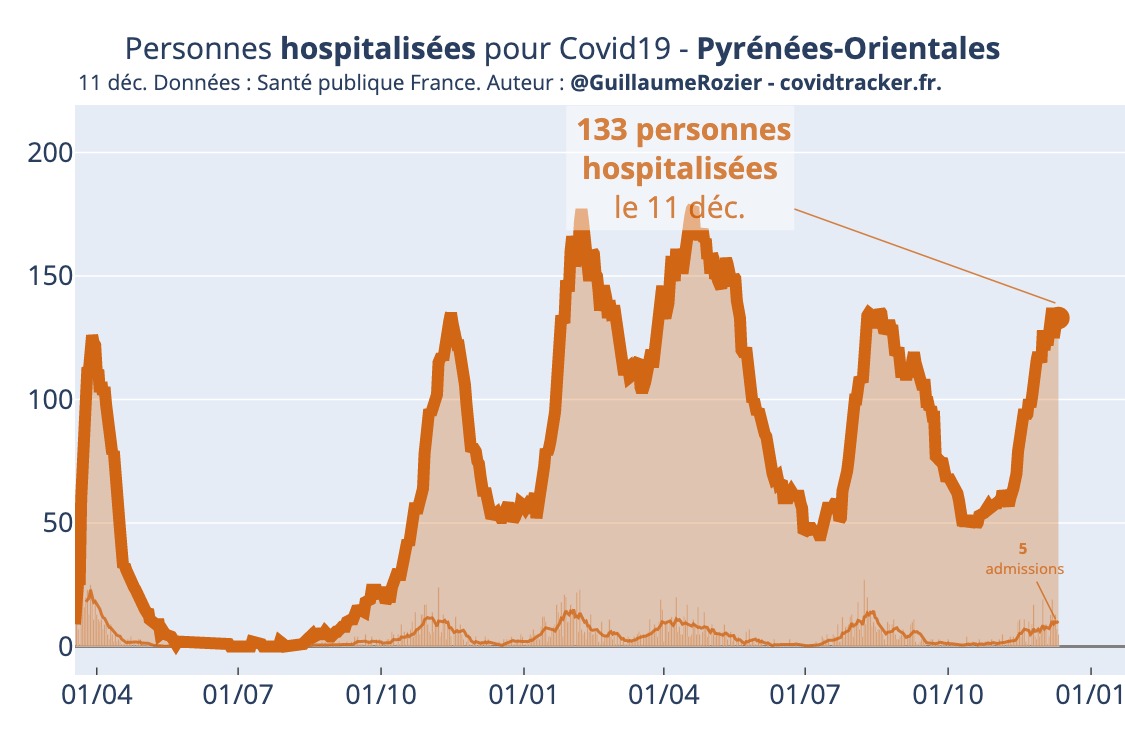 Personnes hospitalisées pour Covid19 - Pyrénées-Orientales
11 déc. Données : Santé publique France. Auteur : @GuillaumeRozier - covidtracker.fr.
133 personnes
hospitalisées
le 11 déc.
200
150
100
50
0
5
admissions
01/04
01/07
01/10
01/01
01/04
01/07
01/10
01/01